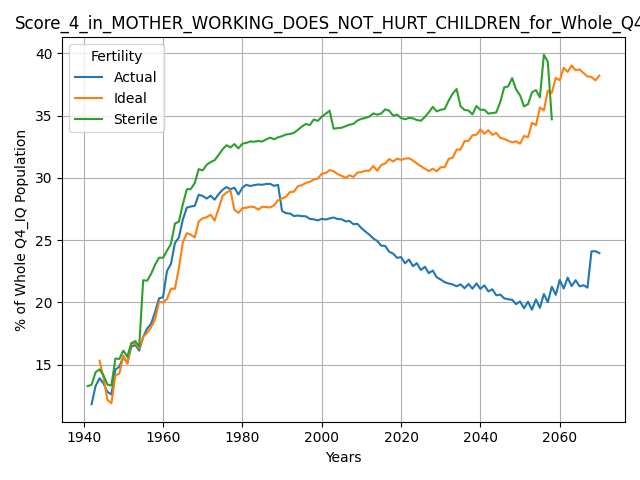 Score_4_in_MOTHER_WORKING_DOES_NOT_HURT_CHILDREN_for_Whole_Q4
Fertility
Actual
Ideal
Sterile
% of Whole Q4_IQ Population
40
35
30
25
20
15
1940
1960
1980
2000
2020
2040
2060
Years